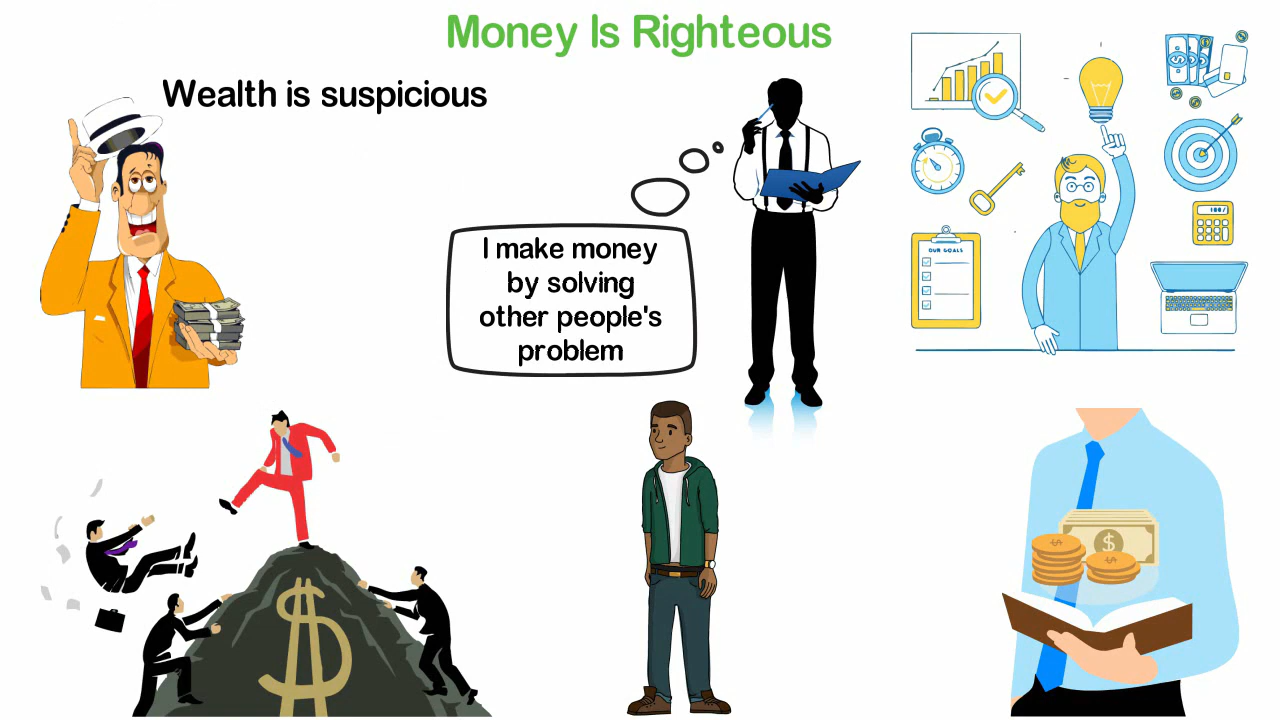 Money Is Righteous
Wealth is suspicious
I make money
by solving
other people's
problem
OUR GOALS
$
$